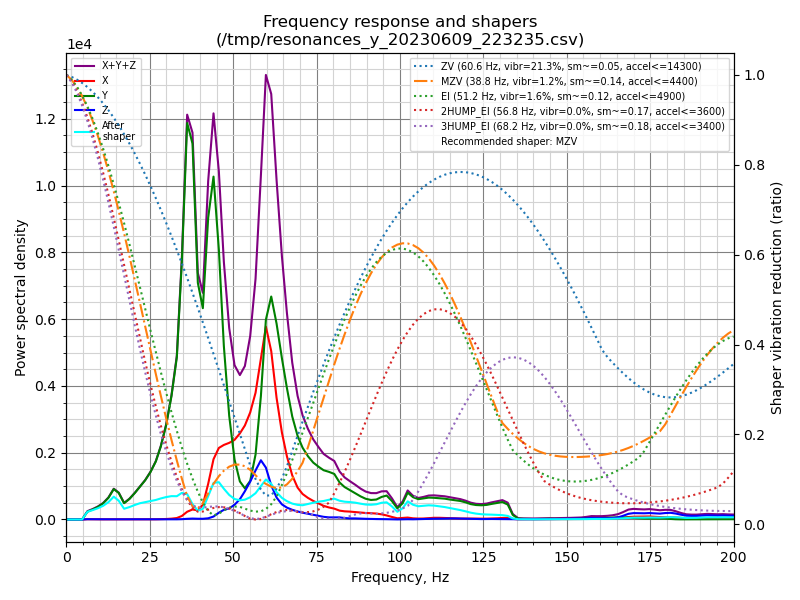 Frequency response and shapers
(/tmp/resonances_y_20230609_223235.csv)
1e4
X+Y+Z
X
Y
Z
After
shaper
ZV (60.6 Hz, vibr=21.3%, sm~=0.05, accel<=14300)
MZV (38.8 Hz, vibr=1.2%, sm~=0.14, accel<=4400)
EI (51.2 Hz, vibr=1.6%, sm~=0.12, accel<=4900)
2HUMP_EI (56.8 Hz, vibr=0.0%, sm~=0.17, accel<=3600)
3HUMP_EI (68.2 Hz, vibr=0.0%, sm~=0.18, accel<=3400)
Recommended shaper: MZV
Power spectral density
1.2
1.0
0.8
0.6
0.4
0.2
0.0
1.0
0.8
0.6
0.4
0.2
0.0
Shaper vibration reduction (ratio)
0 25 50 75 100 125 150 175 200
Frequency, Hz